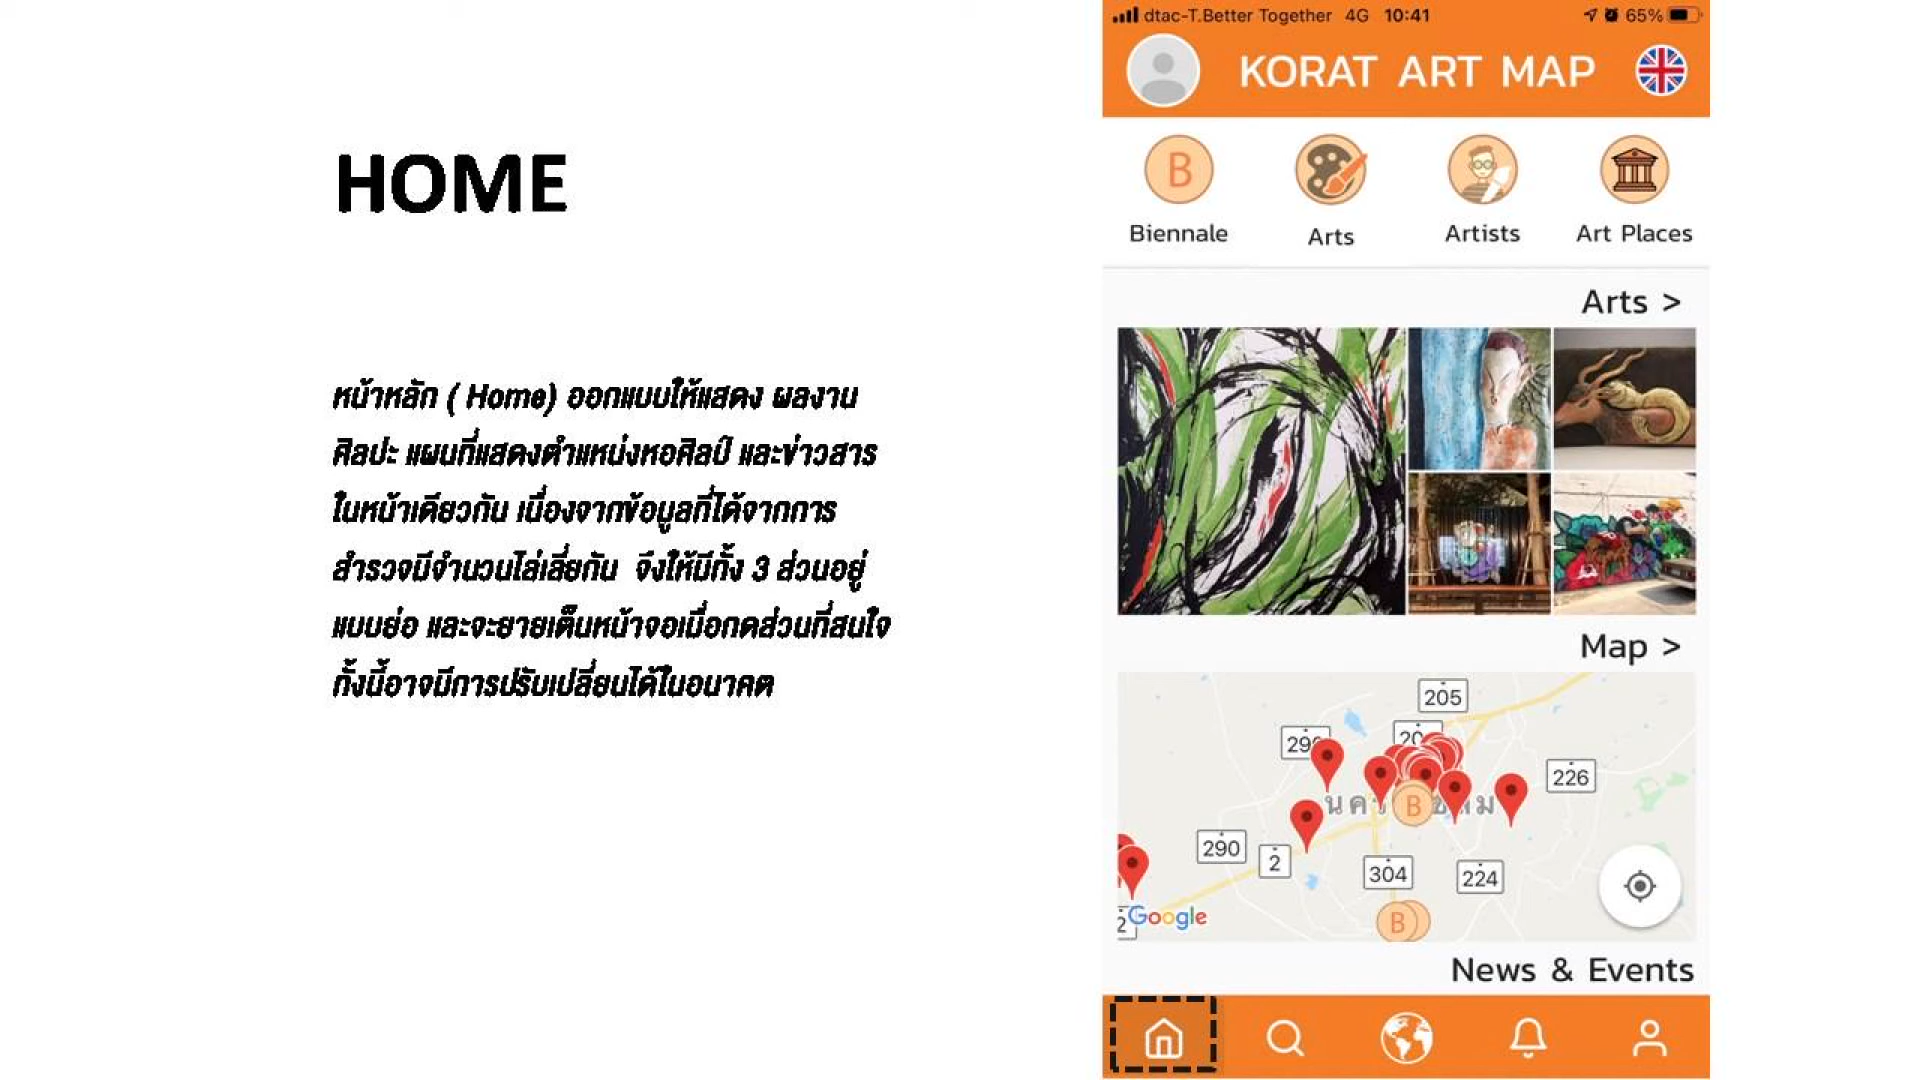 HOME
หน้าหลัก ( Home) ออกแบบให้แสดง ผลงาน
ศิลปะ แผนที่แสดงตำแหน่งหอศิลป์ และข่าวสาร
ในหน้าเดียวกัน เนื่องจากข้อมูลที่ได้จากการ
สำรวจมีจำนวนไล่เลี่ยกัน จึงให้มีทั้ง 3 ส่วนอยู่
แบบย่อ และจะขายเต็มหน้าจอเมื่อกดส่วนที่สนใจ
ทั้งนี้อาจมีการปรับเปลี่ยนได้ในอนาคต
dtac-T.Better Together 4G 10:41 65%
KORAT ART MAP
B
Biennale Arts Artists Art Places
Arts >
Map >
205
226
B
290
2
304
224
Google
B
News & Events